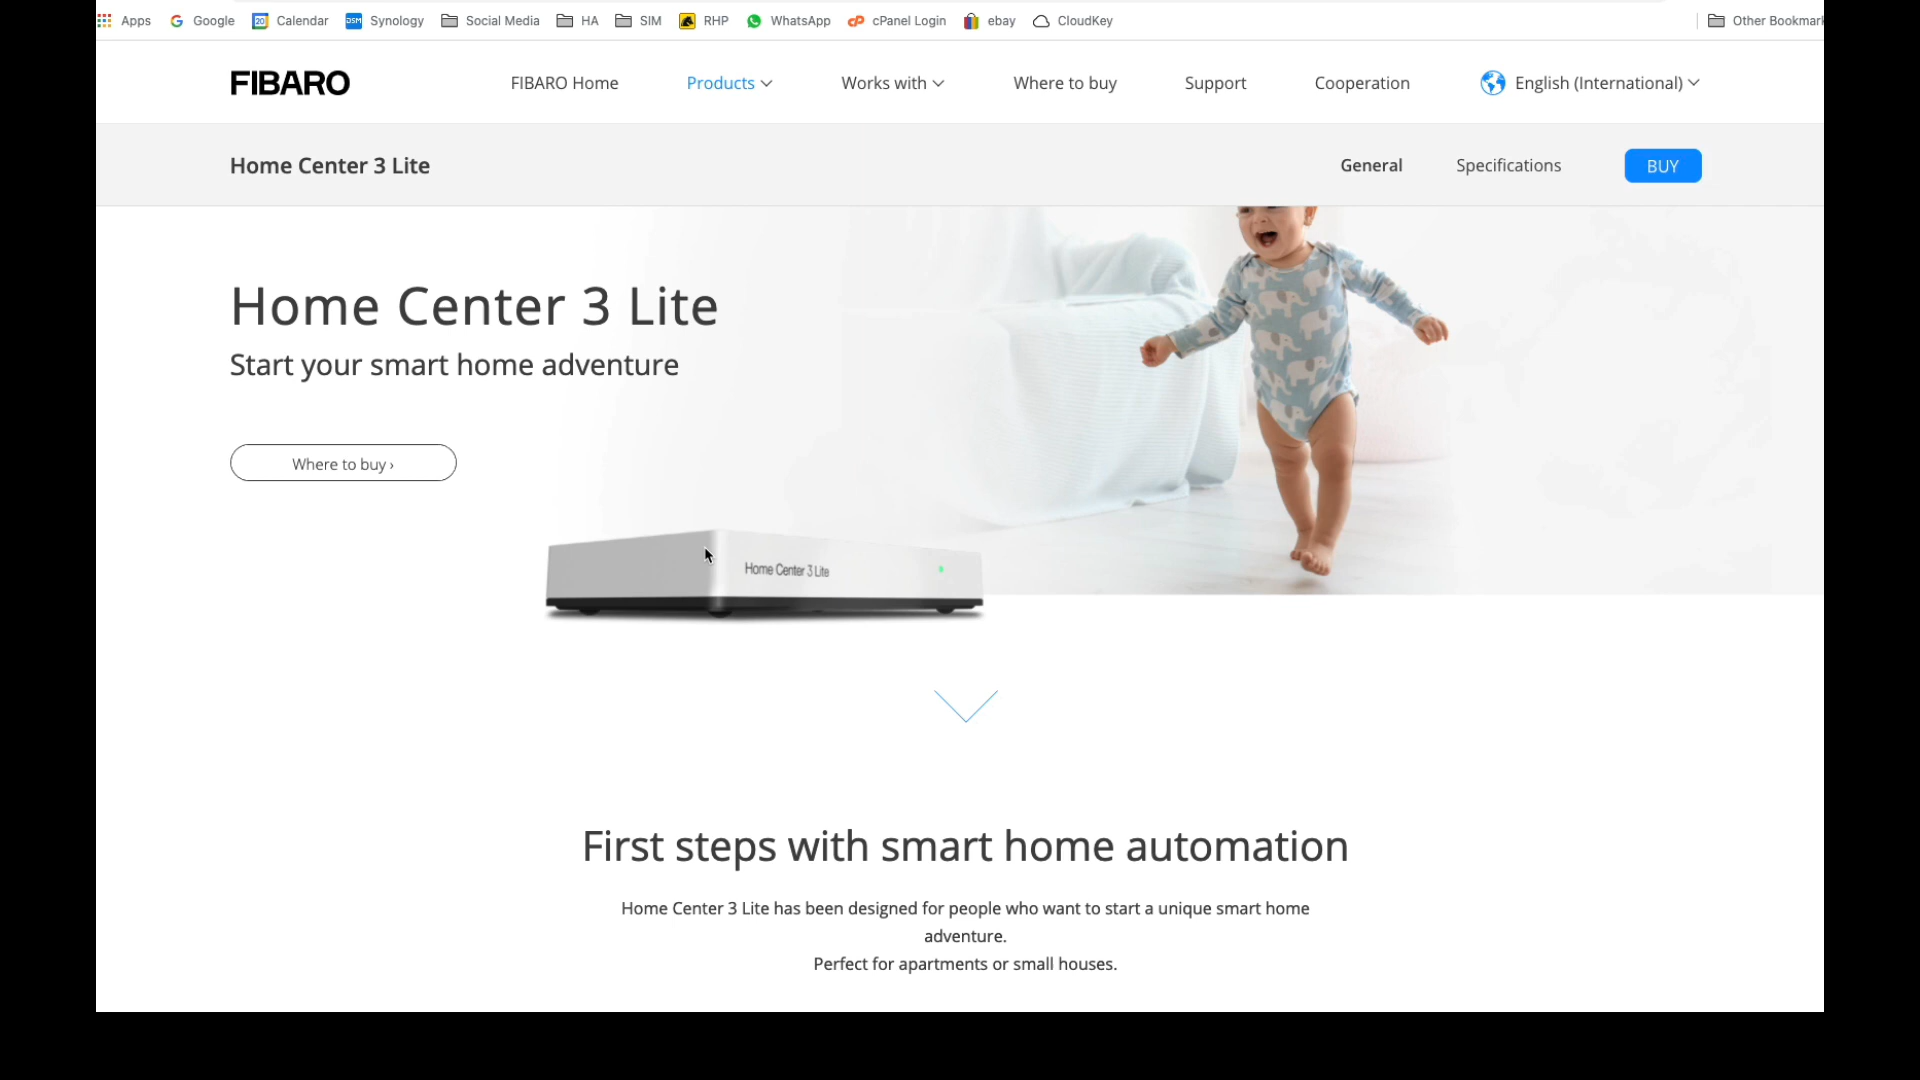 Apps Google Calendar Synology Social Media HA SIM RHP WhatsApp cPanel Login ebay CloudKey Other Bookmark
FIBARO FIBARO Home Products Works with Where to buy Support Cooperation English (International)
Home Center 3 Lite General Specifications BUY
Home Center 3 Lite
Start your smart home adventure
Where to buy ›
Home Center 3 Lite
First steps with smart home automation
Home Center 3 Lite has been designed for people who want to start a unique smart home
adventure.
Perfect for apartments or small houses.